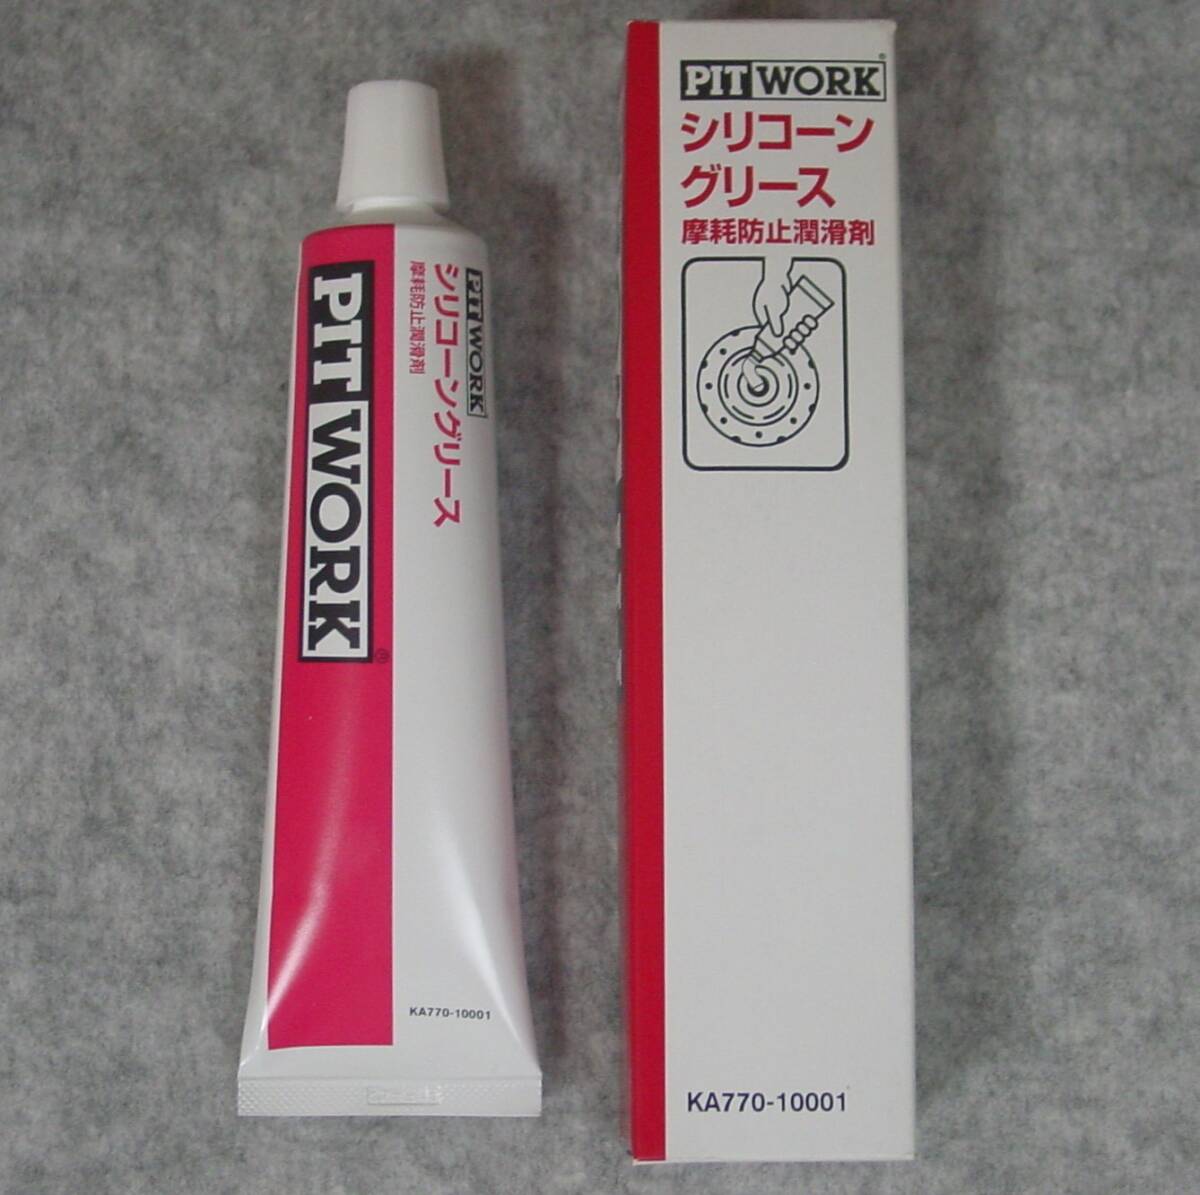 PIT WORK®
PIT WORK
シリコーングリース
摩耗防止潤滑剤
KA770-10001
PIT WORK®
シリコーン
グリース
摩耗防止潤滑剤
KA770-10001